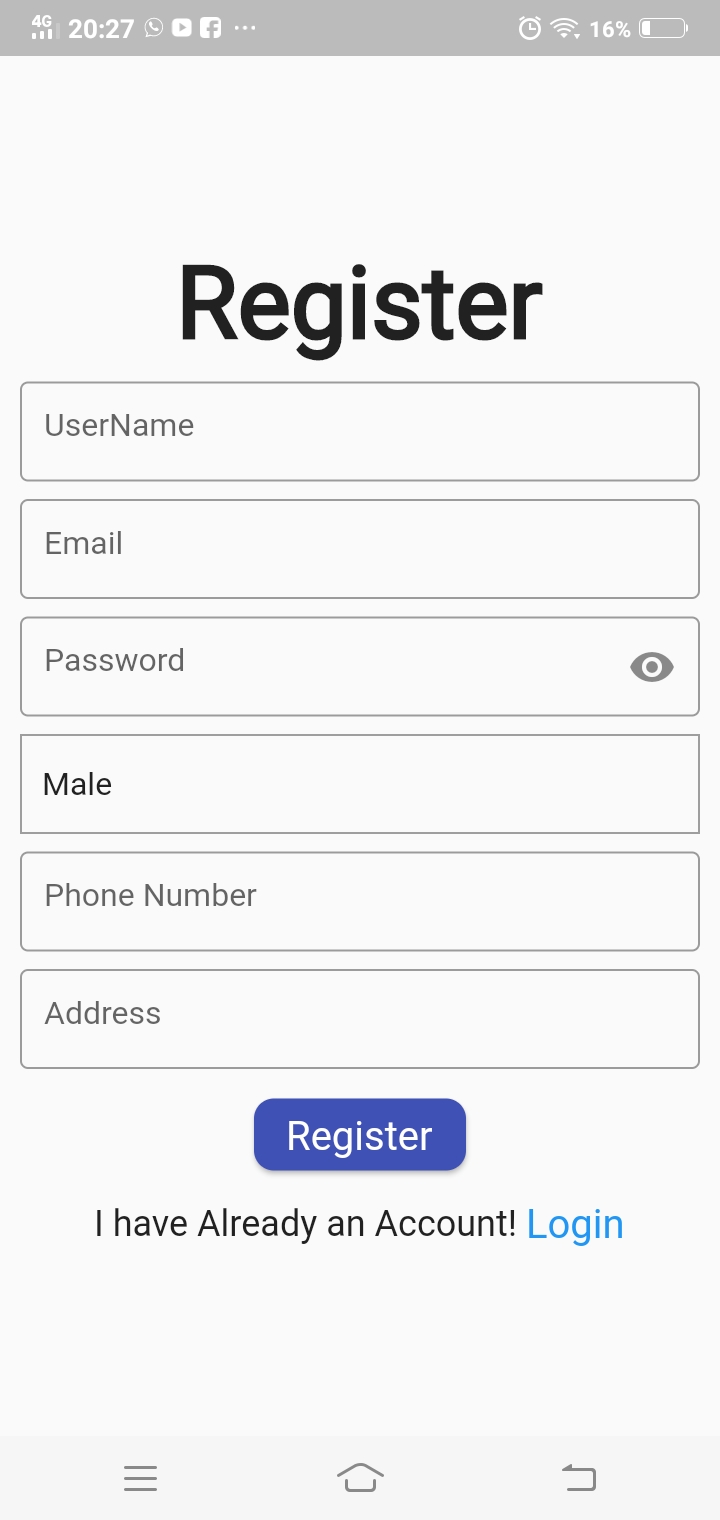 4G 20:27 ... 16%
Register
UserName
Email
Password
Male
Phone Number
Address
Register
I have Already an Account! Login